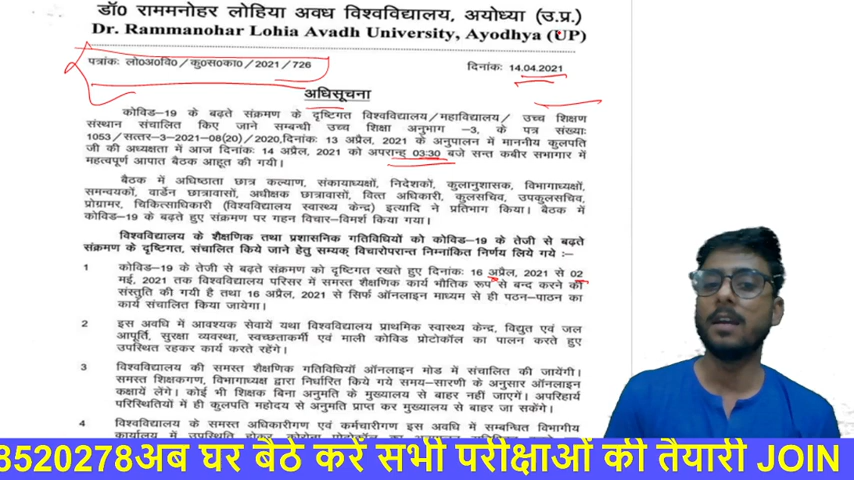 डॉ0 राममनोहर लोहिया अवध विश्वविद्यालय, अयोध्या (उ.प्र.)
Dr. Rammanohar Lohia Avadh University, Ayodhya (UP)
पत्रांकः लो0अ0वि0/कु0स0का0/2021/726
दिनांकः 14.04.2021
अधिसूचना
कोविड-19 के बढ़ते संक्रमण के दृष्टिगत विश्वविद्यालय/महाविद्यालय/ उच्च शिक्षण
संस्थान संचालित किए जाने सम्बन्धी उच्च शिक्षा अनुभाग -3, के पत्र संख्याः
1053/सत्तर-3-2021-08(20)/2020,दिनांकः 13 अप्रैल, 2021 के अनुपालन में माननीय कुलपति
जी की अध्यक्षता में आज दिनांकः 14 अप्रैल, 2021 को अपरान्ह 03:30 बजे सन्त कबीर सभागार में
महत्वपूर्ण आपात बैठक आहूत की गयी।
बैठक में अधिष्ठाता छात्र कल्याण, संकायाध्यक्षों, निदेशकों, कुलानुशासक, विभागाध्यक्षों,
समन्वयकों, वार्डेन छात्रावासों, अधीक्षक छात्रावासों, वित्त अधिकारी, कुलसचिव, उपकुलसचिव,
प्रोग्रामर, चिकित्साधिकारी (विश्वविद्यालय स्वास्थ्य केन्द्र) इत्यादि ने प्रतिभाग किया। बैठक में
कोविड-19 के बढ़ते हुए संक्रमण पर गहन विचार-विमर्श किया गया।
विश्वविद्यालय के शैक्षणिक तथा प्रशासनिक गतिविधियों को कोविड-19 के तेजी से बढ़ते
संक्रमण के दृष्टिगत, संचालित किये जाने हेतु सम्यक् विचारोपरान्त निम्नांकित निर्णय लिये गये :-
1 कोविड-19 के तेजी से बढ़ते संक्रमण को दृष्टिगत रखते हुए दिनांकः 16 अप्रैल, 2021 से 02
मई, 2021 तक विश्वविद्यालय परिसर में समस्त शैक्षणिक कार्य भौतिक रूप से बन्द करने की
संस्तुति की गयी है तथा 16 अप्रैल, 2021 से सिर्फ ऑनलाइन माध्यम से ही पठन-पाठन का
कार्य संचालित किया जायेगा।
2 इस अवधि में आवश्यक सेवायें यथा विश्वविद्यालय प्राथमिक स्वास्थ्य केन्द्र, विद्युत एवं जल
आपूर्ति, सुरक्षा व्यवस्था, स्वच्छताकर्मी एवं माली कोविड प्रोटोकॉल का पालन करते हुए
उपस्थित रहकर कार्य करते रहेंगे।
3 विश्वविद्यालय की समस्त शैक्षणिक गतिविधियाँ ऑनलाइन मोड में संचालित की जायेंगी।
समस्त शिक्षकगण, विभागाध्यक्ष द्वारा निर्धारित किये गये समय-सारणी के अनुसार ऑनलाइन
कक्षायें लेंगे। कोई भी शिक्षक बिना अनुमति के मुख्यालय से बाहर नहीं जाएगें। अपरिहार्य
परिस्थितियों में ही कुलपति महोदय से अनुमति प्राप्त कर मुख्यालय से बाहर जा सकेंगे।
4 विश्वविद्यालय के समस्त अधिकारीगण एवं कर्मचारीगण इस अवधि में सम्बन्धित विभागीय
3520278अब घर बैठे करें सभी परीक्षाओं की तैयारी JOIN